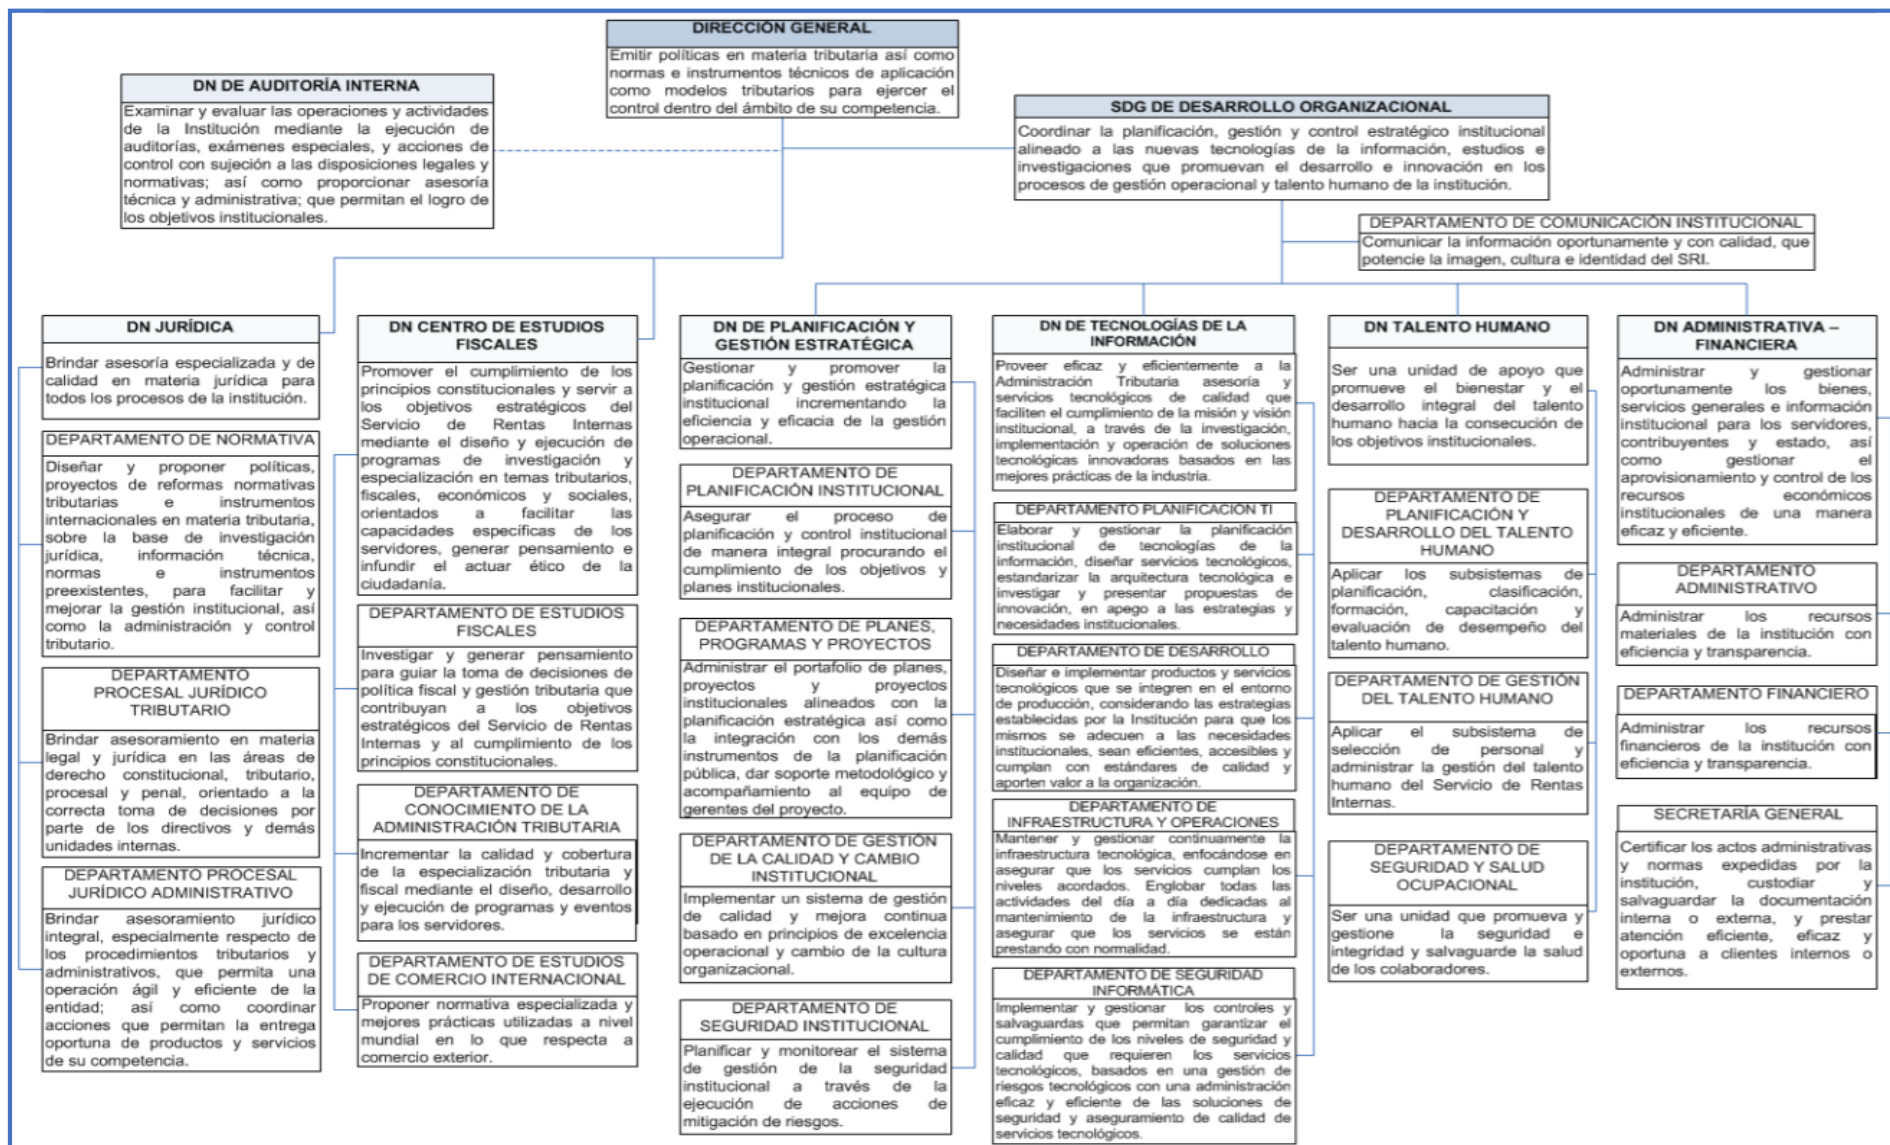 DIRECCIÓN GENERAL
Emitir políticas en materia tributaria así como
normas e instrumentos técnicos de aplicación
como modelos tributarios para ejercer el
control dentro del ámbito de su competencia.
DN DE AUDITORÍA INTERNA
Examinar y evaluar las operaciones y actividades
de la Institución mediante la ejecución de
auditorías, exámenes especiales, y acciones de
control con sujeción a las disposiciones legales y
normativas; así como proporcionar asesoría
técnica y administrativa; que permitan el logro de
los objetivos institucionales.
SDG DE DESARROLLO ORGANIZACIONAL
Coordinar la planificación, gestión y control estratégico institucional
alineado a las nuevas tecnologías de la información, estudios e
investigaciones que promuevan el desarrollo e innovación en los
procesos de gestión operacional y talento humano de la institución.
DEPARTAMENTO DE COMUNICACIÓN INSTITUCIONAL
Comunicar la información oportunamente y con calidad, que
potencie la imagen, cultura e identidad del SRI.
DN JURÍDICA
Brindar asesoría especializada y de
calidad en materia jurídica para
todos los procesos de la institución.
DEPARTAMENTO DE NORMATIVA
Diseñar y proponer políticas,
proyectos de reformas normativas
tributarias e instrumentos
internacionales en materia tributaria,
sobre la base de investigación
jurídica, información técnica,
normas e instrumentos
preexistentes, para facilitar y
mejorar la gestión institucional, así
como la administración y control
tributario.
DEPARTAMENTO
PROCESAL JURÍDICO
TRIBUTARIO
Brindar asesoramiento en materia
legal y jurídica en las áreas de
derecho constitucional, tributario,
procesal y penal, orientado a la
correcta toma de decisiones por
parte de los directivos y demás
unidades internas.
DEPARTAMENTO PROCESAL
JURÍDICO ADMINISTRATIVO
Brindar asesoramiento jurídico
integral, especialmente respecto de
los procedimientos tributarios y
administrativos, que permita una
operación ágil y eficiente de la
entidad; así como coordinar
acciones que permitan la entrega
oportuna de productos y servicios
de su competencia.
DN CENTRO DE ESTUDIOS
FISCALES
Promover el cumplimiento de los
principios constitucionales y servir a
los objetivos estratégicos del
Servicio de Rentas Internas
mediante el diseño y ejecución de
programas de investigación y
especialización en temas tributarios,
fiscales, económicos y sociales,
orientados a facilitar las
capacidades específicas de los
servidores, generar pensamiento e
infundir el actuar ético de la
ciudadanía.
DEPARTAMENTO DE ESTUDIOS
FISCALES
Investigar y generar pensamiento
para guiar la toma de decisiones de
política fiscal y gestión tributaria que
contribuyan a los objetivos
estratégicos del Servicio de Rentas
Internas y al cumplimiento de los
principios constitucionales.
DEPARTAMENTO DE
CONOCIMIENTO DE LA
ADMINISTRACIÓN TRIBUTARIA
Incrementar la calidad y cobertura
de la especialización tributaria y
fiscal mediante el diseño, desarrollo
y ejecución de programas y eventos
para los servidores.
DEPARTAMENTO DE ESTUDIOS
DE COMERCIO INTERNACIONAL
Proponer normativa especializada y
mejores prácticas utilizadas a nivel
mundial en lo que respecta a
comercio exterior.
DN DE PLANIFICACIÓN Y
GESTIÓN ESTRATÉGICA
Gestionar y promover la
planificación y gestión estratégica
institucional incrementando la
eficiencia y eficacia de la gestión
operacional.
DEPARTAMENTO DE
PLANIFICACIÓN INSTITUCIONAL
Asegurar el proceso de
planificación y control institucional
de manera integral procurando el
cumplimiento de los objetivos y
planes institucionales.
DEPARTAMENTO DE PLANES,
PROGRAMAS Y PROYECTOS
Administrar el portafolio de planes,
proyectos y proyectos
institucionales alineados con la
planificación estratégica así como
la integración con los demás
instrumentos de la planificación
pública, dar soporte metodológico y
acompañamiento al equipo de
gerentes del proyecto.
DEPARTAMENTO DE GESTIÓN
DE LA CALIDAD Y CAMBIO
INSTITUCIONAL
Implementar un sistema de gestión
de calidad y mejora continua
basado en principios de excelencia
operacional y cambio de la cultura
organizacional.
DEPARTAMENTO DE
SEGURIDAD INSTITUCIONAL
Planificar y monitorear el sistema
de gestión de la seguridad
institucional a través de la
ejecución de acciones de
mitigación de riesgos.
DN DE TECNOLOGÍAS DE LA
INFORMACIÓN
Proveer eficaz y eficientemente a la
Administración Tributaria asesoría y
servicios tecnológicos de calidad que
faciliten el cumplimiento de la misión y visión
institucional, a través de la investigación,
implementación y operación de soluciones
tecnológicas innovadoras basados en las
mejores prácticas de la industria.
DEPARTAMENTO PLANIFICACIÓN TI
Elaborar y gestionar la planificación
institucional de tecnologías de la
información, diseñar servicios tecnológicos,
estandarizar la arquitectura tecnológica e
investigar y presentar propuestas de
innovación, en apego a las estrategias y
necesidades institucionales.
DEPARTAMENTO DE DESARROLLO
Diseñar e implementar productos y servicios
tecnológicos que se integren en el entorno
de producción, considerando las estrategias
establecidas por la Institución para que los
mismos se adecuen a las necesidades
institucionales, sean eficientes, accesibles y
cumplan con estándares de calidad y
aporten valor a la organización.
DEPARTAMENTO DE
INFRAESTRUCTURA Y OPERACIONES
Mantener y gestionar continuamente la
infraestructura tecnológica, enfocándose en
asegurar que los servicios cumplan los
niveles acordados. Englobar todas las
actividades del día a día dedicadas al
mantenimiento de la infraestructura y
asegurar que los servicios se están
prestando con normalidad.
DEPARTAMENTO DE SEGURIDAD
INFORMÁTICA
Implementar y gestionar los controles y
salvaguardas que permitan garantizar el
cumplimiento de los niveles de seguridad y
calidad que requieren los servicios
tecnológicos, basados en una gestión de
riesgos tecnológicos con una administración
eficaz y eficiente de las soluciones de
seguridad y aseguramiento de calidad de
servicios tecnológicos.
DN TALENTO HUMANO
Ser una unidad de apoyo que
promueve el bienestar y el
desarrollo integral del talento
humano hacia la consecución de
los objetivos institucionales.
DEPARTAMENTO DE
PLANIFICACIÓN Y
DESARROLLO DEL TALENTO
HUMANO
Aplicar los subsistemas de
planificación, clasificación,
formación, capacitación y
evaluación de desempeño del
talento humano.
DEPARTAMENTO DE GESTIÓN
DEL TALENTO HUMANO
Aplicar el subsistema de
selección de personal y
administrar la gestión del talento
humano del Servicio de Rentas
Internas.
DEPARTAMENTO DE
SEGURIDAD Y SALUD
OCUPACIONAL
Ser una unidad que promueva y
gestione la seguridad e
integridad y salvaguarde la salud
de los colaboradores.
DN ADMINISTRATIVA –
FINANCIERA
Administrar y gestionar
oportunamente los bienes,
servicios generales e información
institucional para los servidores,
contribuyentes y estado, así
como gestionar el
aprovisionamiento y control de los
recursos económicos
institucionales de una manera
eficaz y eficiente.
DEPARTAMENTO
ADMINISTRATIVO
Administrar los recursos
materiales de la institución con
eficiencia y transparencia.
DEPARTAMENTO FINANCIERO
Administrar los recursos
financieros de la institución con
eficiencia y transparencia.
SECRETARÍA GENERAL
Certificar los actos administrativas
y normas expedidas por la
institución, custodiar y
salvaguardar la documentación
interna o externa, y prestar
atención eficiente, eficaz y
oportuna a clientes internos o
externos.